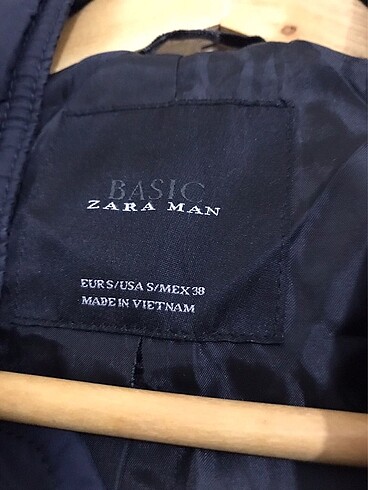 BASIC
ZARA MAN
EUR S/USA S/MEX 38
MADE IN VIETNAM